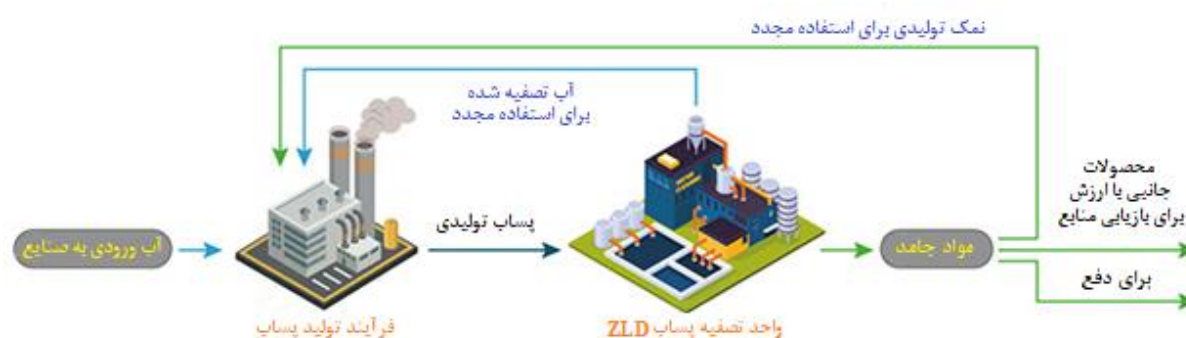 نمک تولیدی برای استفاده مجدد
آب تصفیه شده
برای استفاده مجدد
محصولات
جانبی با ارزش
برای بازیابی منابع
پساب تولیدی
آب ورودی به صنایع
مواد جامد
برای دفع
فرآیند تولید پساب
واحد تصفیه پساب ZLD